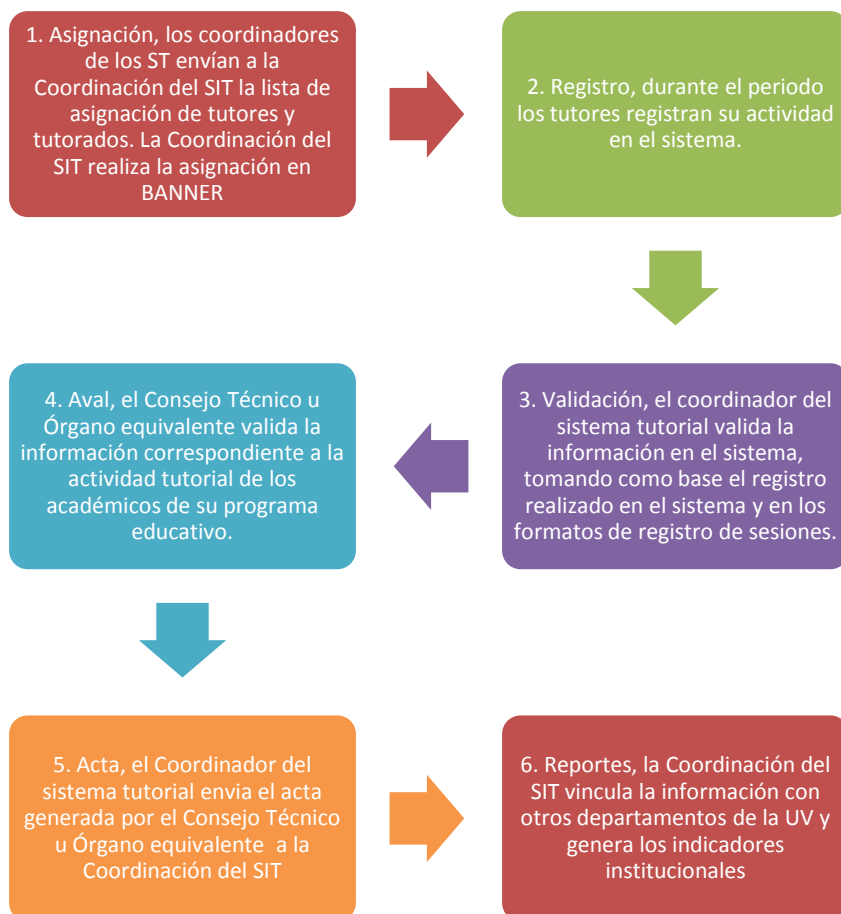 1. Asignación, los coordinadores
de los ST envían a la
Coordinación del SIT la lista de
asignación de tutores y
tutorados. La Coordinación del
SIT realiza la asignación en
BANNER
2. Registro, durante el periodo
los tutores registran su actividad
en el sistema.
3. Validación, el coordinador del
sistema tutorial valida la
información en el sistema,
tomando como base el registro
realizado en el sistema y en los
formatos de registro de sesiones.
4. Aval, el Consejo Técnico u
Órgano equivalente valida la
información correspondiente a la
actividad tutorial de los
académicos de su programa
educativo.
5. Acta, el Coordinador del
sistema tutorial envia el acta
generada por el Consejo Técnico
u Órgano equivalente a la
Coordinación del SIT
6. Reportes, la Coordinación del
SIT vincula la información con
otros departamentos de la UV y
genera los indicadores
institucionales